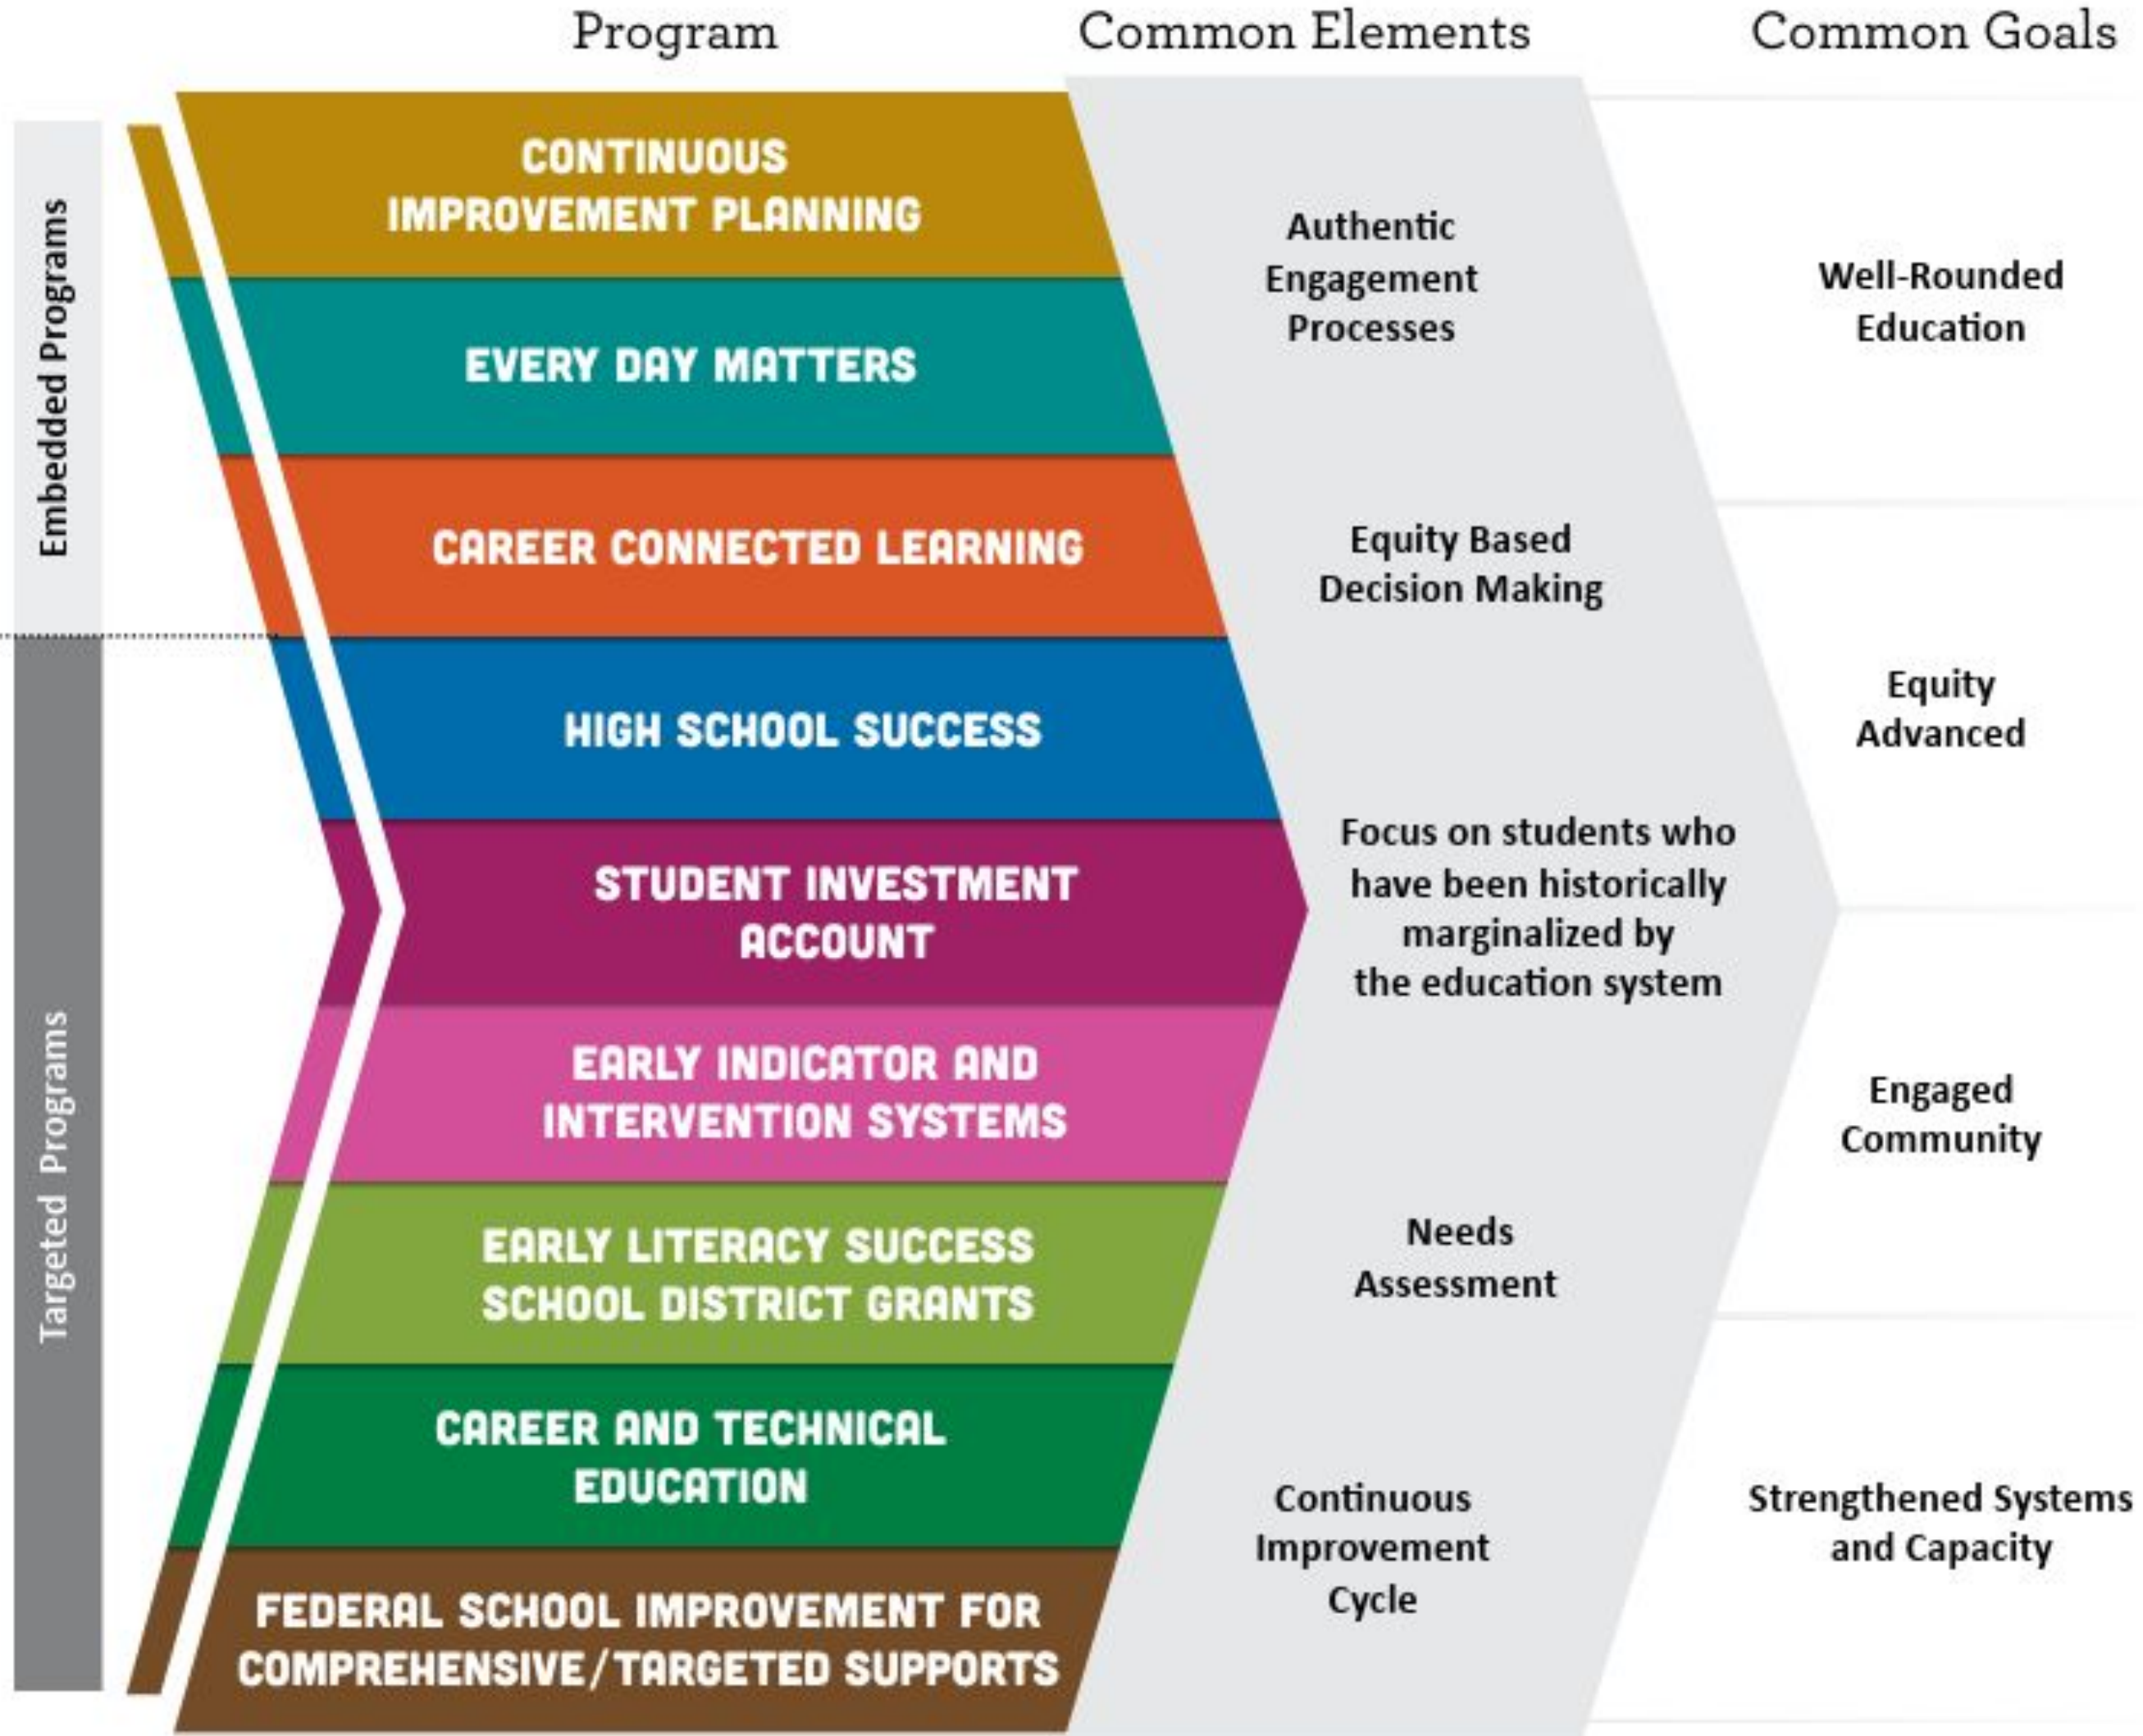 Program
Common Elements
Common Goals
Embedded Programs
Targeted Programs
CONTINUOUS
IMPROVEMENT PLANNING
EVERY DAY MATTERS
CAREER CONNECTED LEARNING
HIGH SCHOOL SUCCESS
STUDENT INVESTMENT
ACCOUNT
EARLY INDICATOR AND
INTERVENTION SYSTEMS
EARLY LITERACY SUCCESS
SCHOOL DISTRICT GRANTS
CAREER AND TECHNICAL
EDUCATION
FEDERAL SCHOOL IMPROVEMENT FOR
COMPREHENSIVE/TARGETED SUPPORTS
Authentic
Engagement
Processes
Equity Based
Decision Making
Focus on students who
have been historically
marginalized by
the education system
Needs
Assessment
Continuous
Improvement
Cycle
Well-Rounded
Education
Equity
Advanced
Engaged
Community
Strengthened Systems
and Capacity